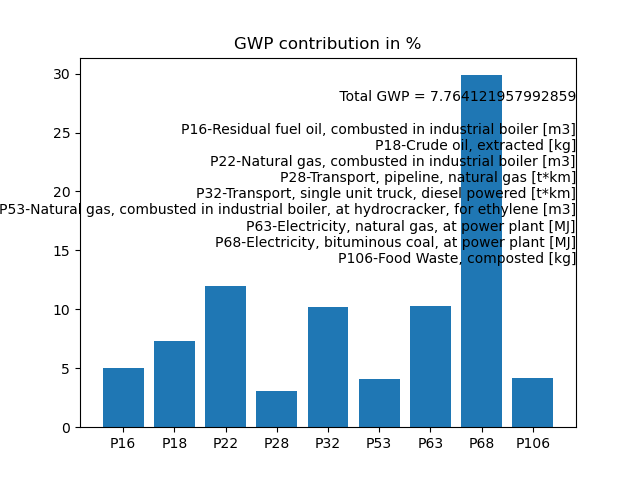 GWP contribution in %
30
Total GWP = 7.764121957992859
25
P16-Residual fuel oil, combusted in industrial boiler [m3]
P18-Crude oil, extracted [kg]
P22-Natural gas, combusted in industrial boiler [m3]
P28-Transport, pipeline, natural gas [t*km]
20
P32-Transport, single unit truck, diesel powered [t*km]
P53-Natural gas, combusted in industrial boiler, at hydrocracker, for ethylene [m3]
P63-Electricity, natural gas, at power plant [MJ]
15
P68-Electricity, bituminous coal, at power plant [MJ]
P106-Food Waste, composted [kg]
10
5
0
P16 P18 P22 P28 P32 P53 P63 P68 P106